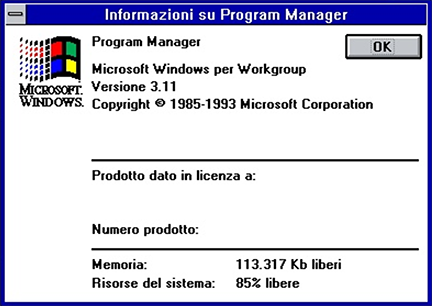 Informazioni su Program Manager
Program Manager
OK
Microsoft Windows per Workgroup
Versione 3.11
Copyright © 1985-1993 Microsoft Corporation
MICROSOFT.
WINDOWS.
Prodotto dato in licenza a:
Numero prodotto:
Memoria: 113.317 Kb liberi
Risorse del sistema: 85% libere